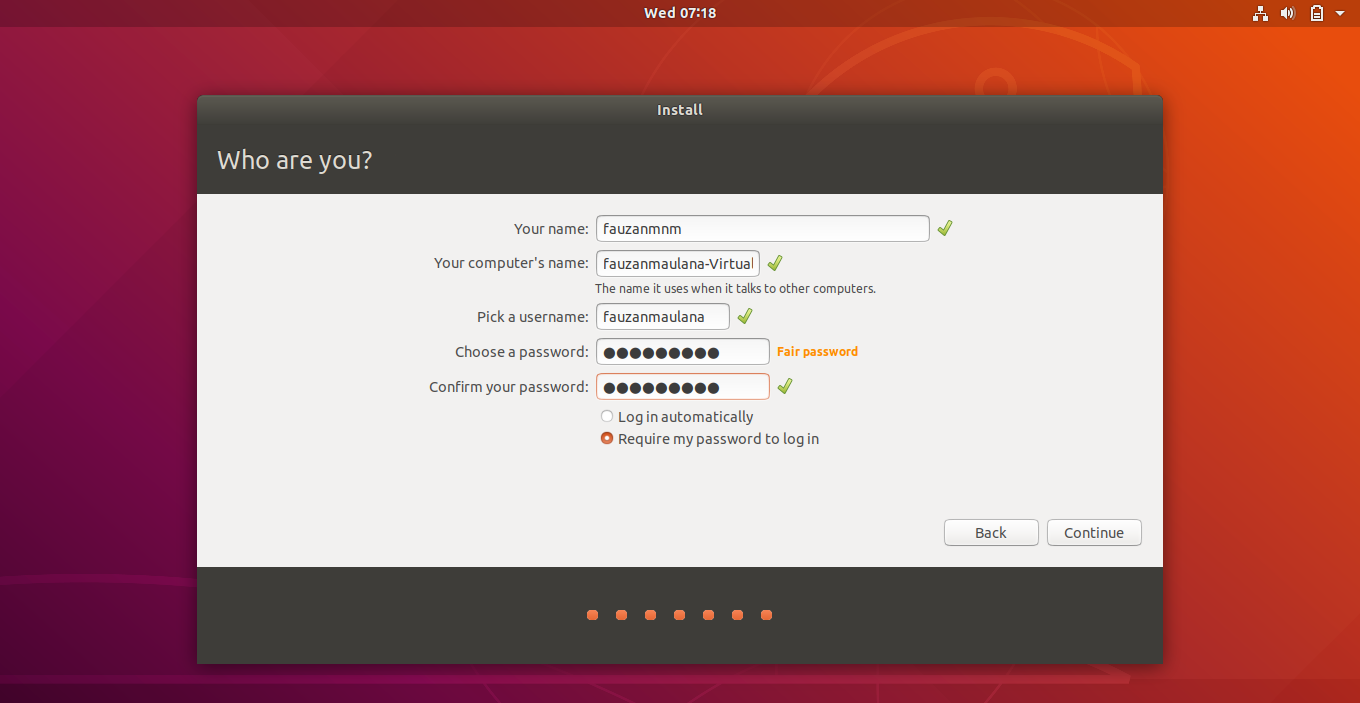 Wed 07:18
Install
Who are you?
Your name: fauzanmnm
Your computer's name: fauzanmaulana-Virtual
The name it uses when it talks to other computers.
Pick a username: fauzanmaulana
Choose a password: ●●●●●●●●● Fair password
Confirm your password: ●●●●●●●●●
Log in automatically
Require my password to log in
Back Continue